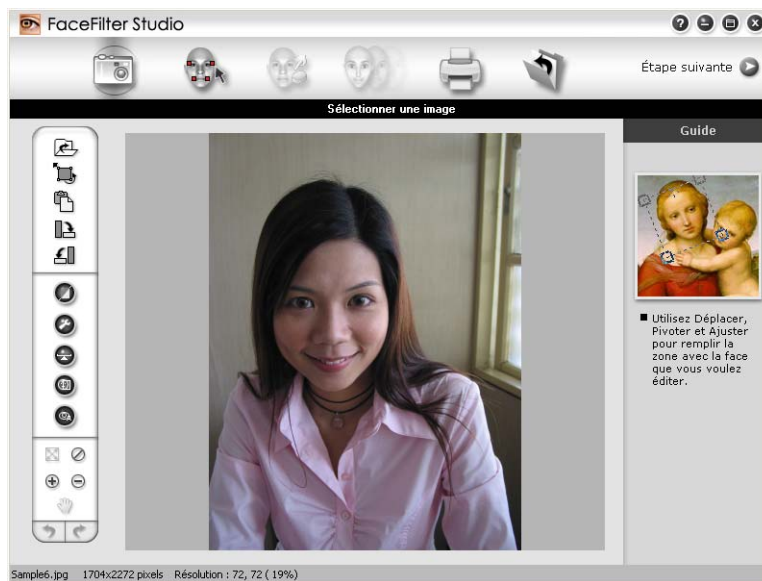 FaceFilter Studio
Étape suivante
Sélectionner une image
Guide
Utilisez Déplacer,
Pivoter et Ajuster
pour remplir la
zone avec la face
que vous voulez
éditer.
Sample6.jpg 1704x2272 pixels Résolution : 72, 72 ( 19%)